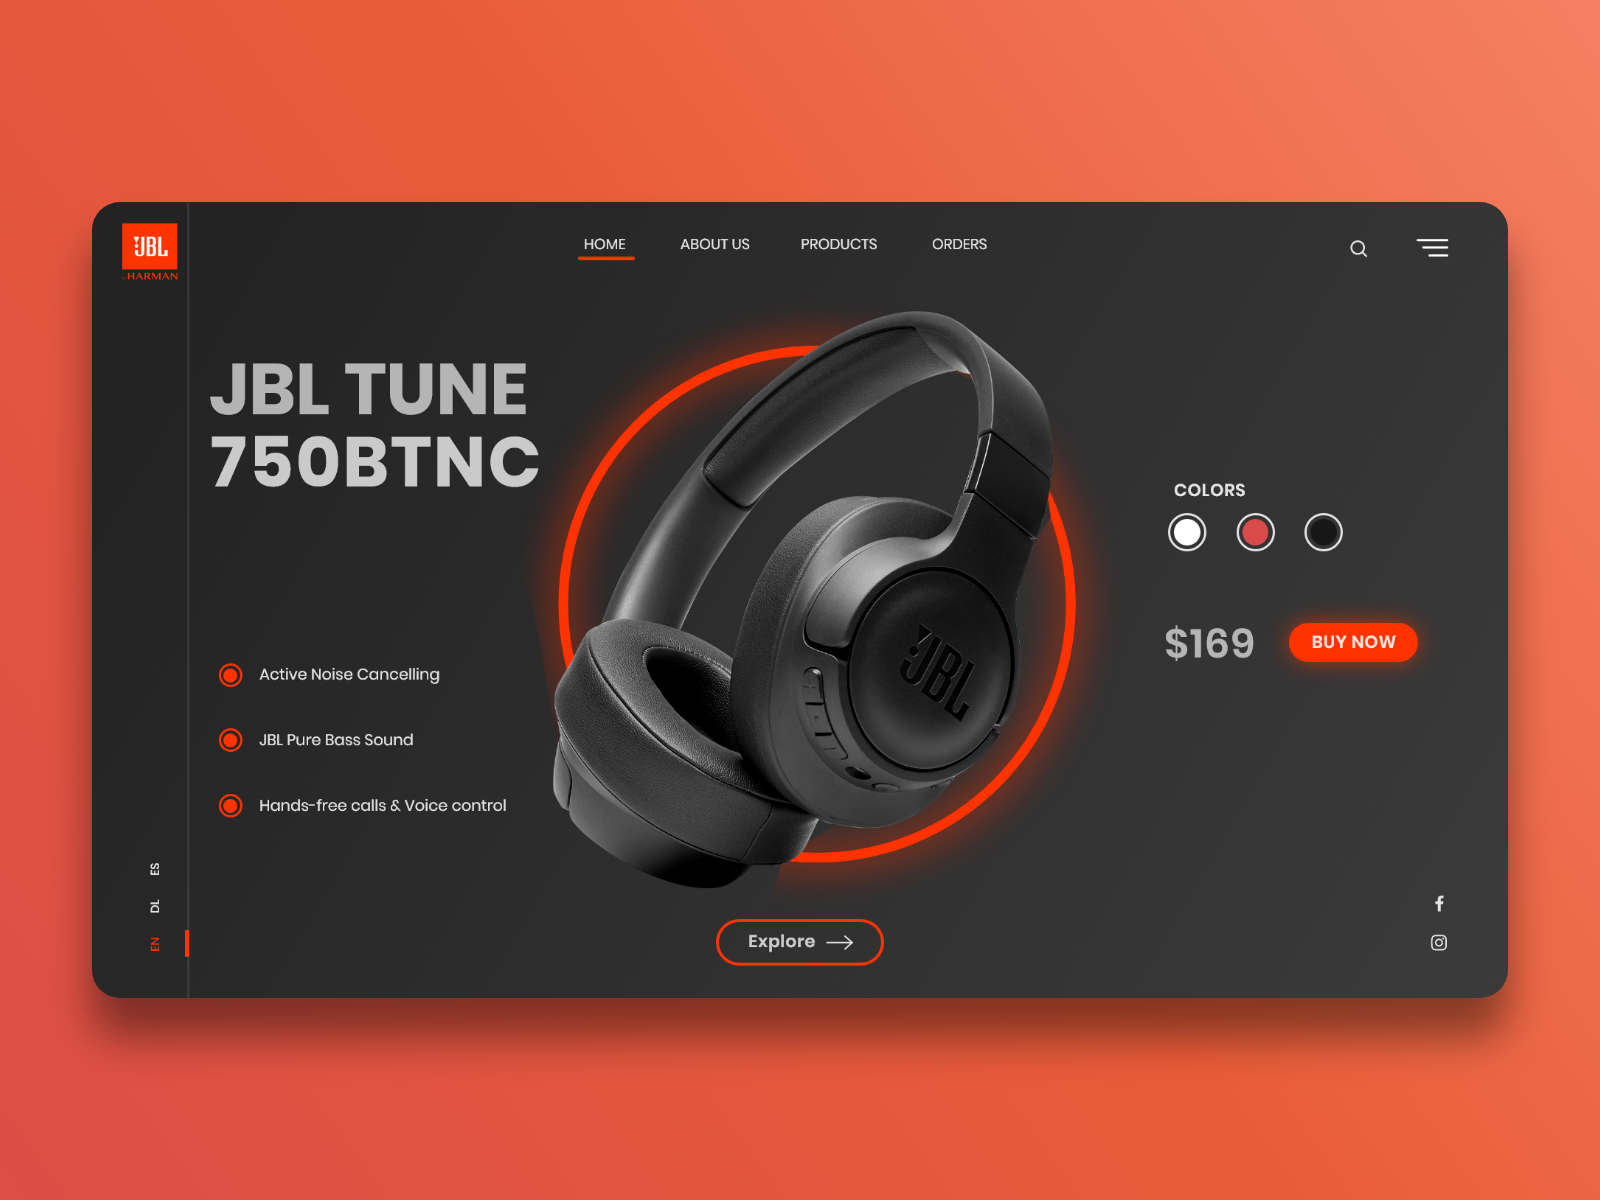 JBL
HARMAN
HOME
ABOUT US
PRODUCTS
ORDERS
JBL TUNE
750BTNC
COLORS
$169
BUY NOW
Active Noise Cancelling
JBL Pure Bass Sound
Hands-free calls & Voice control
JBL
ES
DL
EN
Explore